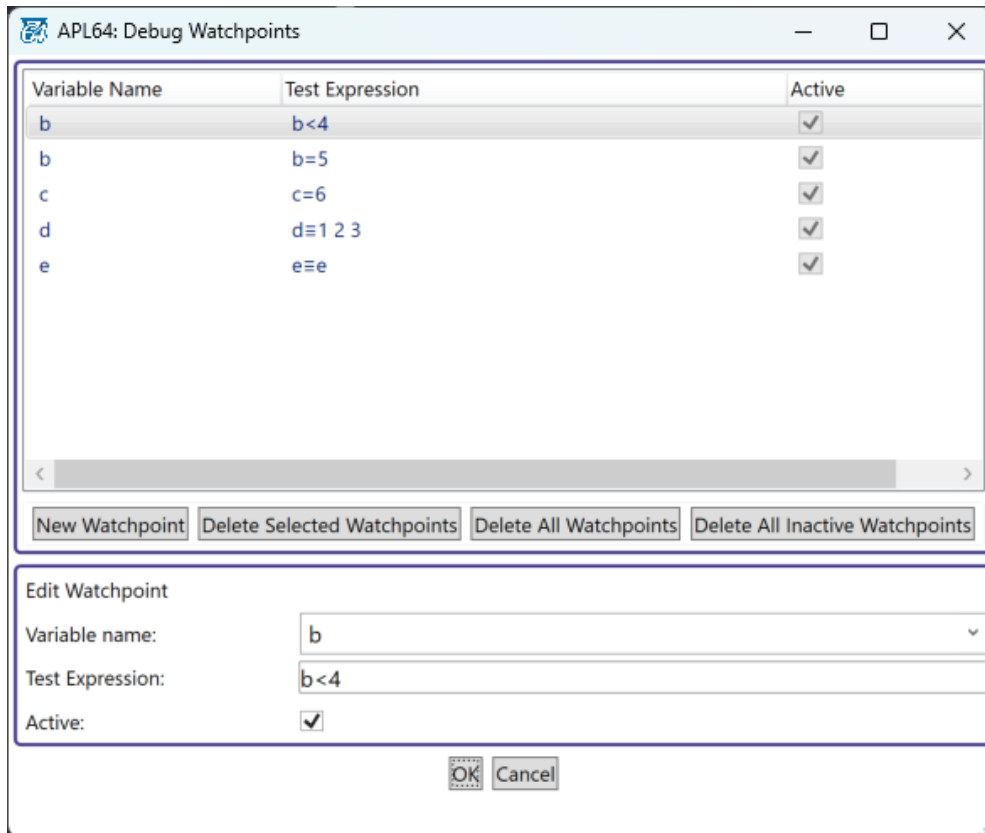 APL64: Debug Watchpoints
Variable Name Test Expression Active
b b<4
b b=5
c c=6
d d≡1 2 3
e e≡e
New Watchpoint Delete Selected Watchpoints Delete All Watchpoints Delete All Inactive Watchpoints
Edit Watchpoint
Variable name: b
Test Expression: b<4
Active:
OK Cancel